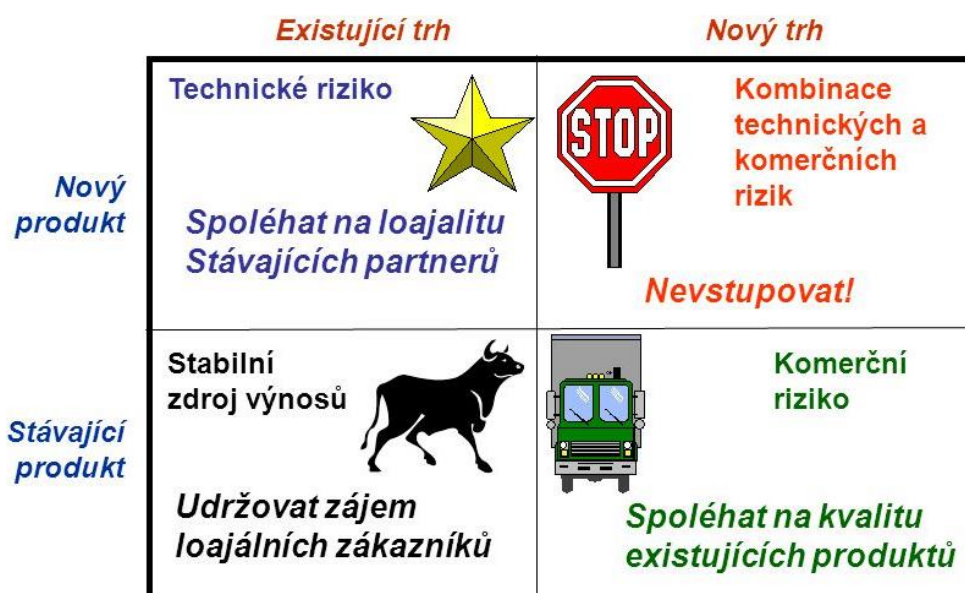 Existující trh
Nový trh
Nový
produkt
Technické riziko
Spoléhat na loajalitu
Stávajících partnerů
STOP
Kombinace
technických a
komerčních
rizik
Nevstupovat!
Stávající
produkt
Stabilní
zdroj výnosů
Udržovat zájem
loajálních zákazníků
Komerční
riziko
Spoléhat na kvalitu
existujících produktů